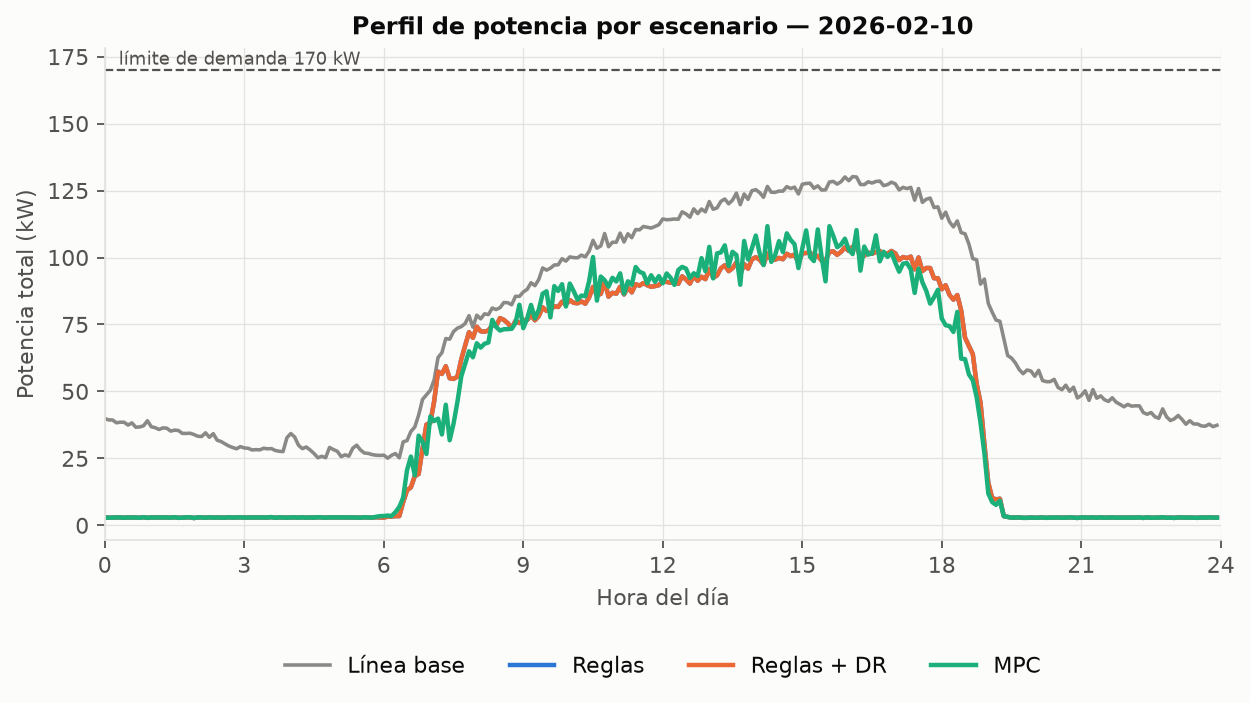 Perfil de potencia por escenario — 2026-02-10
límite de demanda 170 kW
175
150
125
100
75
50
25
0
Potencia total (kW)
0 3 6 9 12 15 18 21 24
Hora del día
Línea base Reglas Reglas + DR MPC